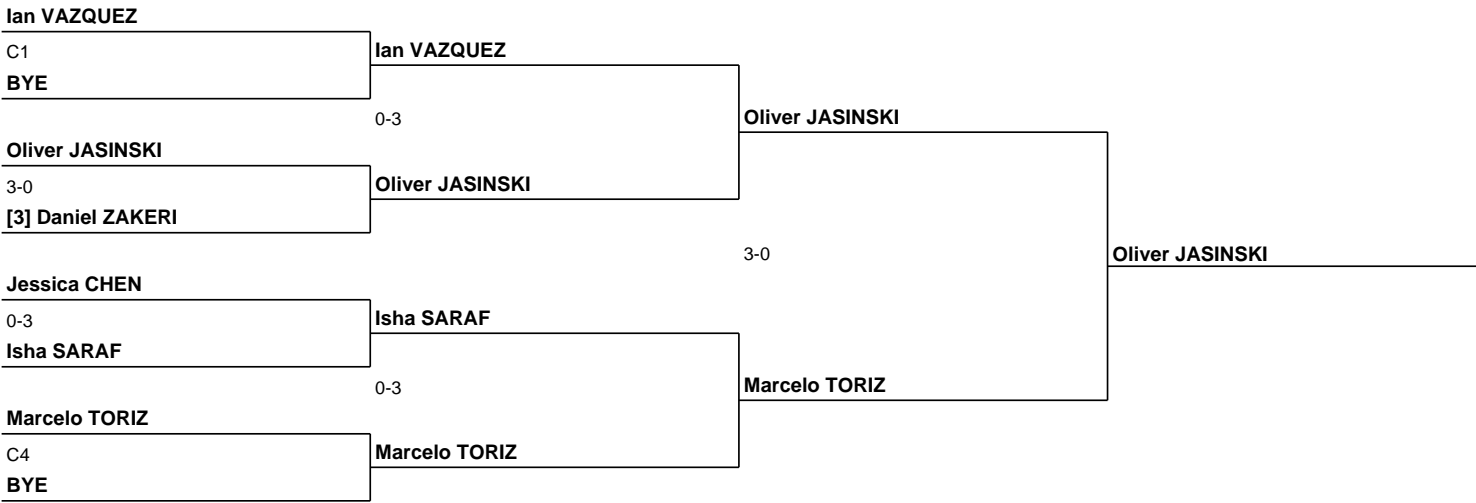 Ian VAZQUEZ
C1
BYE
Ian VAZQUEZ
0-3
Oliver JASINSKI
Oliver JASINSKI
3-0
[3] Daniel ZAKERI
Oliver JASINSKI
3-0
Oliver JASINSKI
Jessica CHEN
0-3
Isha SARAF
Isha SARAF
0-3
Marcelo TORIZ
Marcelo TORIZ
C4
BYE
Marcelo TORIZ